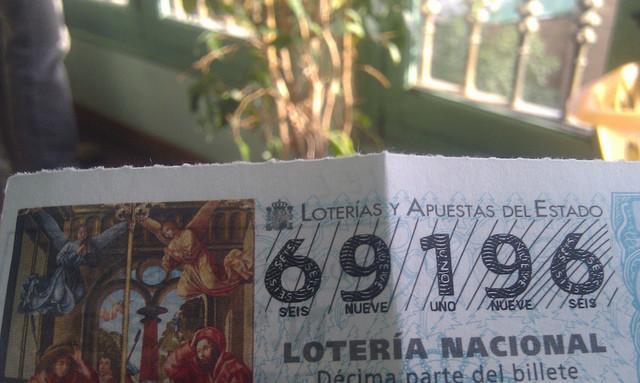 LOTERÍAS Y APUESTAS DEL ESTADO
69196
SEIS NUEVE UNO NUEVE SEIS
LOTERÍA NACIONAL
Décima parte del billete